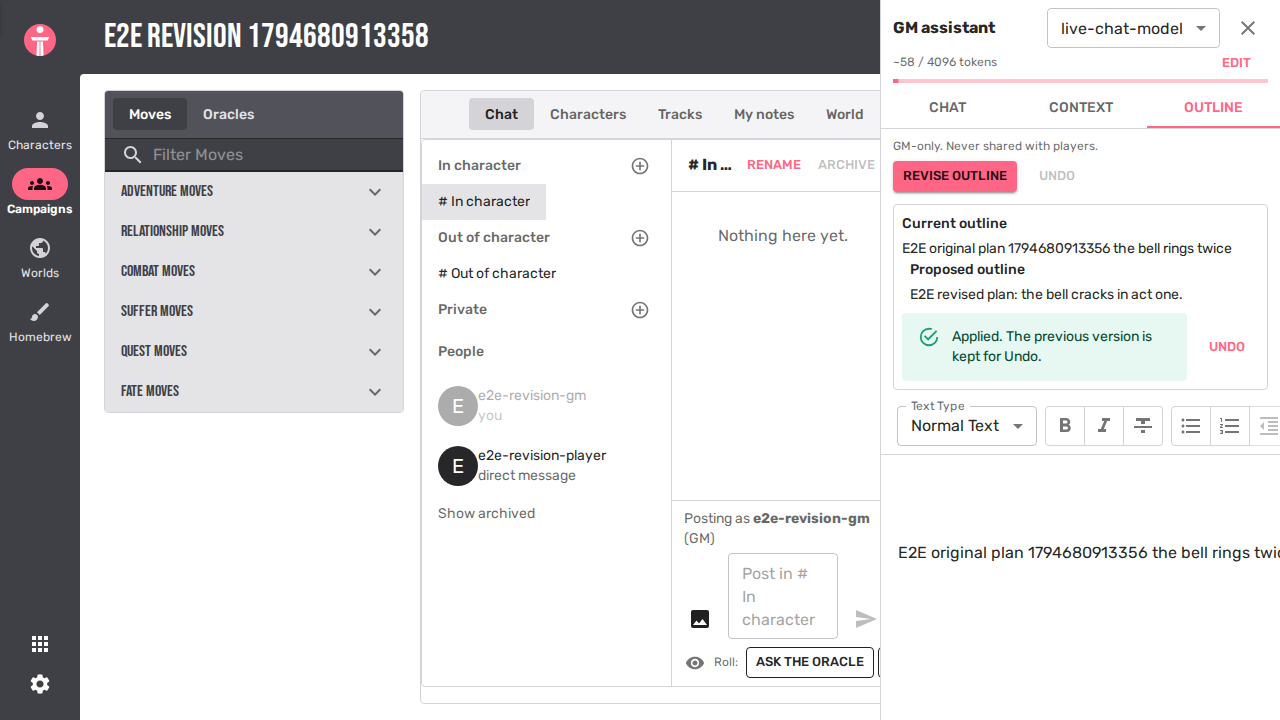 E2E REVISION 1794680913358
Characters
Campaigns
Worlds
Homebrew
Moves
Oracles
Filter Moves
ADVENTURE MOVES
RELATIONSHIP MOVES
COMBAT MOVES
SUFFER MOVES
QUEST MOVES
FATE MOVES
Chat
Characters
Tracks
My notes
World
In character
# In character
Out of character
# Out of character
Private
People
E
e2e-revision-gm
you
E
e2e-revision-player
direct message
Show archived
# In ...
RENAME
ARCHIVE
Nothing here yet.
Posting as e2e-revision-gm
(GM)
Post in #
In
character
Roll:
ASK THE ORACLE
GM assistant
live-chat-model
~58 / 4096 tokens
EDIT
CHAT
CONTEXT
OUTLINE
GM-only. Never shared with players.
REVISE OUTLINE
UNDO
Current outline
E2E original plan 1794680913356 the bell rings twice
Proposed outline
E2E revised plan: the bell cracks in act one.
Applied. The previous version is
kept for Undo.
UNDO
Text Type
Normal Text
B
I
S
E2E original plan 1794680913356 the bell rings